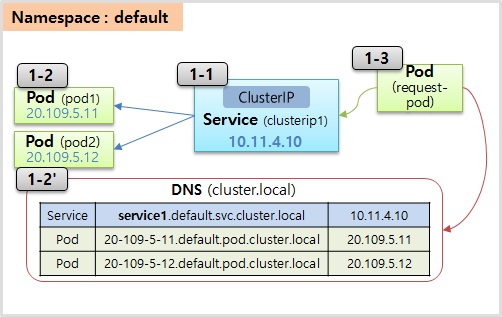 Namespace : default
1-2
1-1
1-3
Pod (pod1)
20.109.5.11
ClusterIP
Service (clusterip1)
10.11.4.10
Pod
(request-
pod)
Pod (pod2)
20.109.5.12
1-2'
DNS (cluster.local)
Service service1.default.svc.cluster.local 10.11.4.10
Pod 20-109-5-11.default.pod.cluster.local 20.109.5.11
Pod 20-109-5-12.default.pod.cluster.local 20.109.5.12